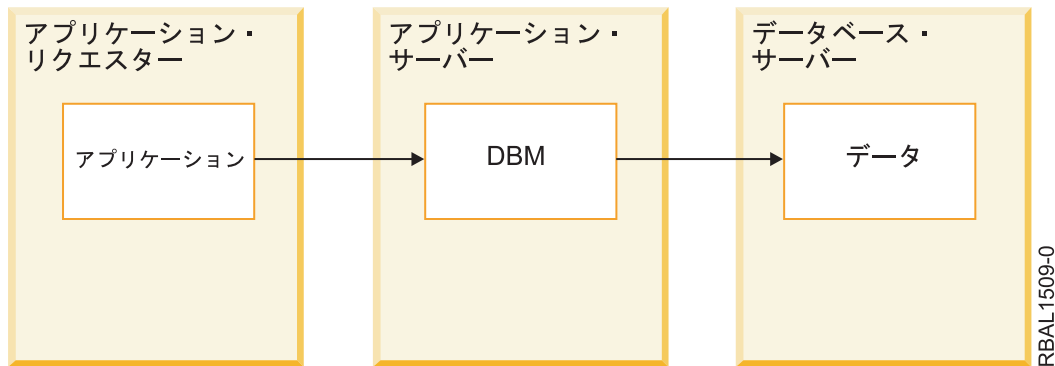 アプリケーション・
リクエスター
アプリケーション
アプリケーション・
サーバー
DBM
データベース・
サーバー
データ
RBAL1509-0